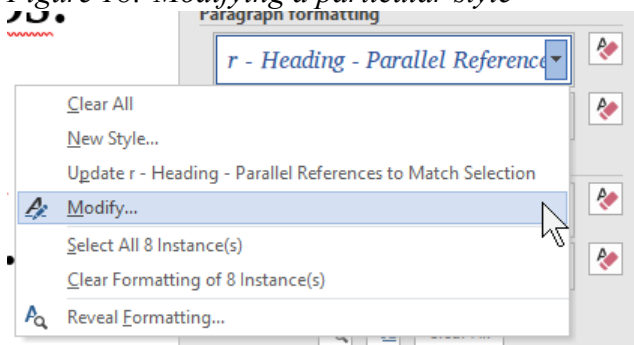 Figure 18: Modifying a particular style
Paragraph formatting
r - Heading - Parallel Reference
Clear All
New Style...
Update r - Heading - Parallel References to Match Selection
Modify...
Select All 8 Instance(s)
Clear Formatting of 8 Instance(s)
Reveal Formatting...